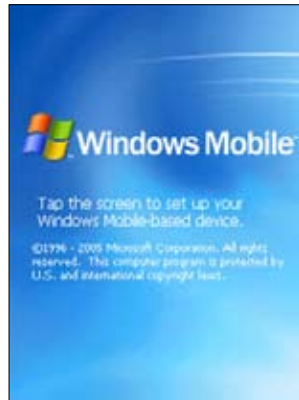 Windows Mobile™
Tap the screen to set up your
Windows Mobile-based device.
©1996 - 2005 Microsoft Corporation. All rights
reserved. This computer program is protected by
U.S. and international copyright laws.